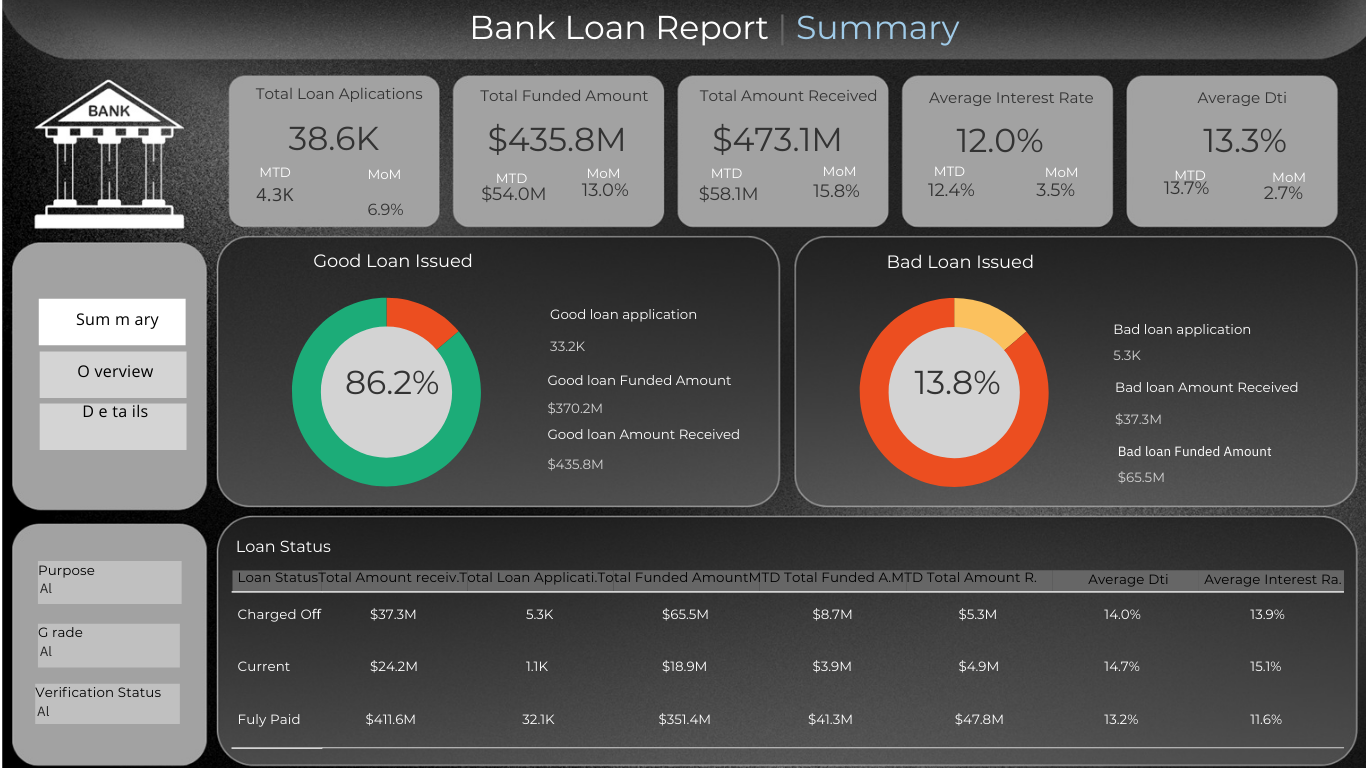 Bank Loan Report | Summary
BANK
Total Loan Aplications
38.6K
MTD
MoM
4.3K
6.9%
Total Funded Amount
$435.8M
MTD
MoM
$54.0M
13.0%
Total Amount Received
$473.1M
MTD
MoM
$58.1M
15.8%
Average Interest Rate
12.0%
MTD
MoM
12.4%
3.5%
Average Dti
13.3%
MTD
MoM
13.7%
2.7%
Sum m ary
O verview
D e ta ils
Good Loan Issued
86.2%
Good loan application
33.2K
Good loan Funded Amount
$370.2M
Good loan Amount Received
$435.8M
Bad Loan Issued
13.8%
Bad loan application
5.3K
Bad loan Amount Received
$37.3M
Bad loan Funded Amount
$65.5M
Purpose
Al
G rade
Al
Verification Status
Al
Loan Status
Loan StatusTotal Amount receiv.Total Loan Applicati.Total Funded AmountMTD Total Funded A.MTD Total Amount R. Average Dti Average Interest Ra.
Charged Off $37.3M 5.3K $65.5M $8.7M $5.3M 14.0% 13.9%
Current $24.2M 1.1K $18.9M $3.9M $4.9M 14.7% 15.1%
Fuly Paid $411.6M 32.1K $351.4M $41.3M $47.8M 13.2% 11.6%